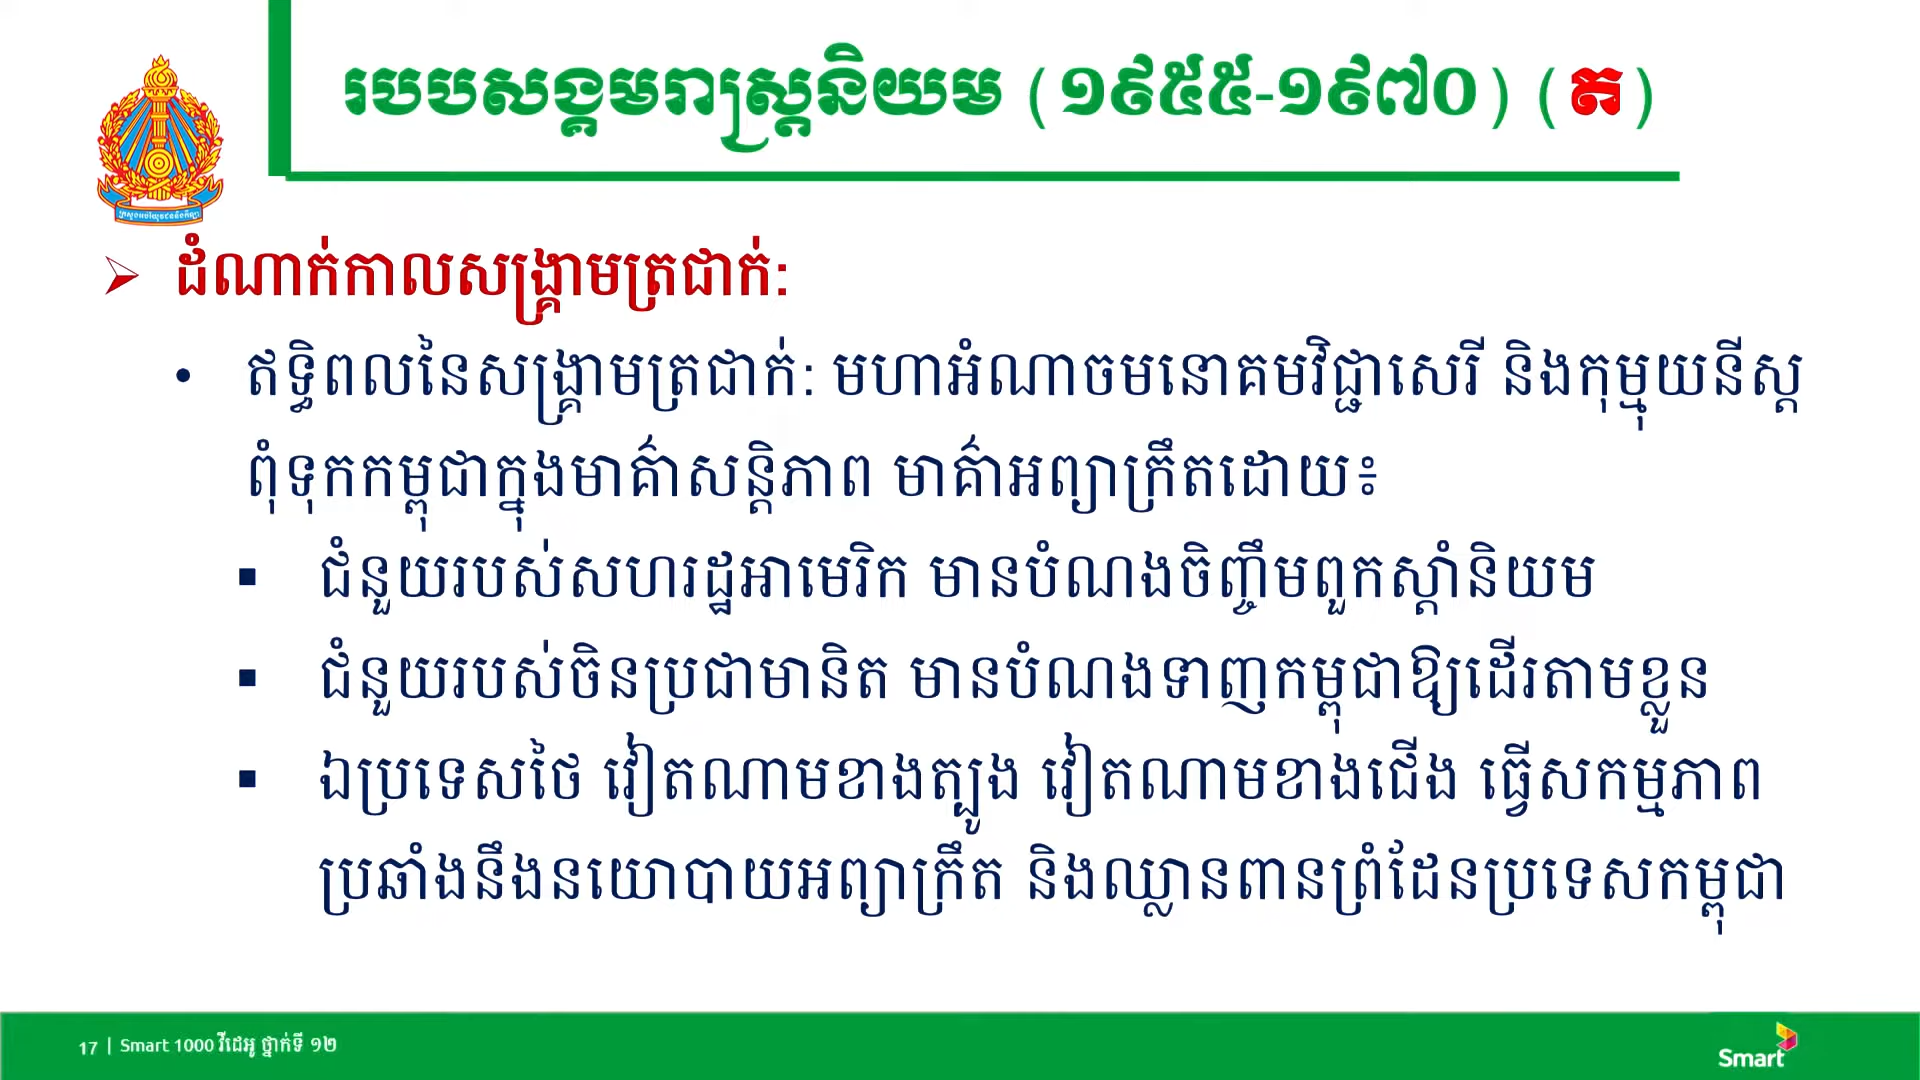 របបសង្គមរាស្ត្រនិយម (១៩៥៥-១៩៧០) (ត)
ដំណាក់កាលសង្គ្រាមត្រជាក់:
ឥទ្ធិពលនៃសង្គ្រាមត្រជាក់: មហាអំណាចមនោគមវិជ្ជាសេរី និងកុម្មុយនីស្ត
ពុំទុកកម្ពុជាក្នុងមាគ៌ាសន្តិភាព មាគ៌ាអព្យាក្រឹតដោយ៖
ជំនួយរបស់សហរដ្ឋអាមេរិក មានបំណងចិញ្ចឹមពួកស្តាំនិយម
ជំនួយរបស់ចិនប្រជាមានិត មានបំណងទាញកម្ពុជាឱ្យដើរតាមខ្លួន
ឯប្រទេសថៃ វៀតណាមខាងត្បូង វៀតណាមខាងជើង ធ្វើសកម្មភាព
ប្រឆាំងនឹងនយោបាយអព្យាក្រឹត និងឈ្លានពានព្រំដែនប្រទេសកម្ពុជា
17 | Smart 1000 វីដេអូ ថ្នាក់ទី ១២
Smart